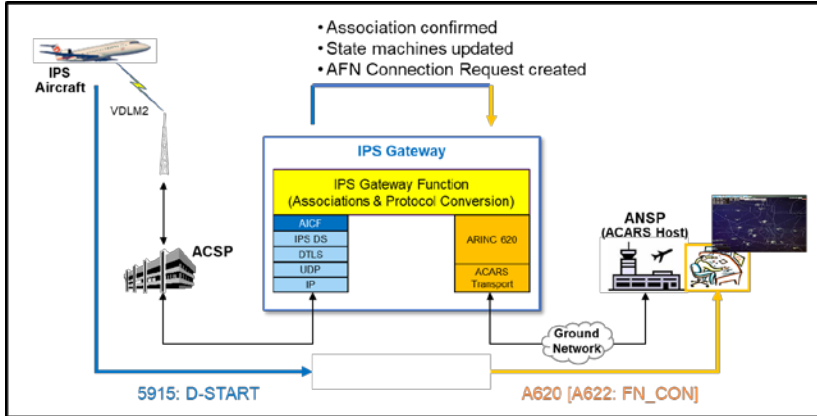 • Association confirmed
• State machines updated
• AFN Connection Request created
IPS
Aircraft
VDLM2
ACSP
IPS Gateway
IPS Gateway Function
(Associations & Protocol Conversion)
AICF
IPS DS
DTLS
UDP
IP
ARINC 620
ACARS
Transport
ANSP
(ACARS Host)
Ground
Network
5915: D-START
A620 [A622: FN_CON]